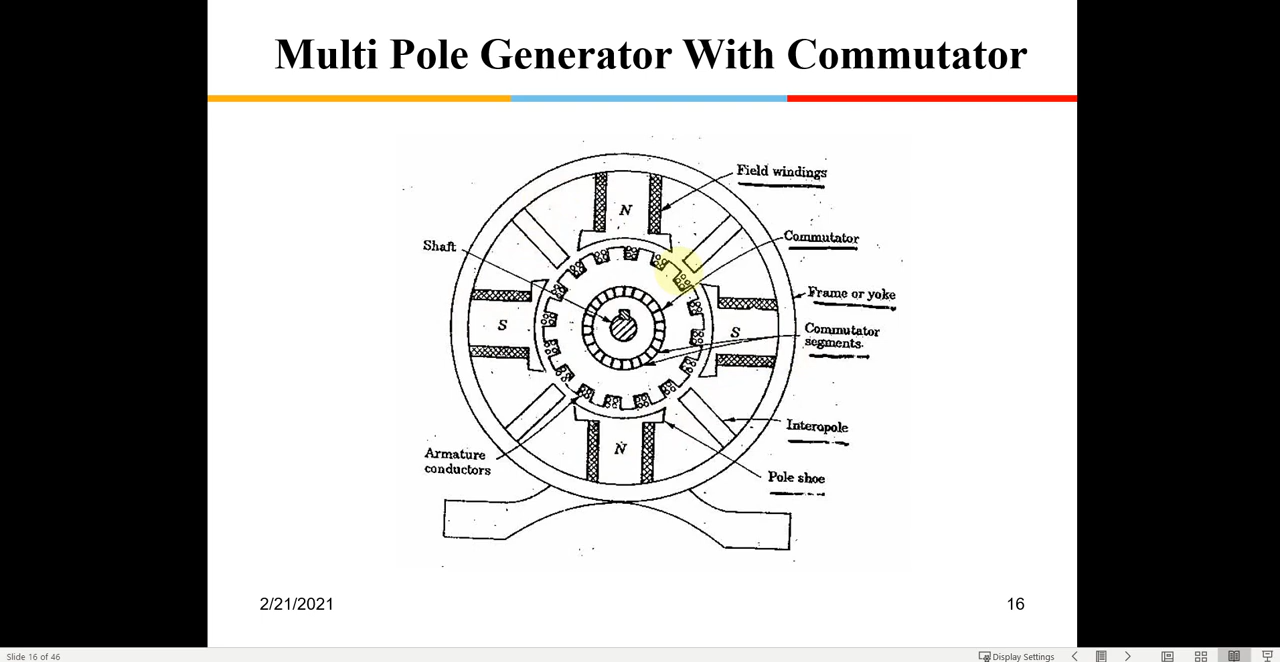 Multi Pole Generator With Commutator
Field windings
N
Shaft
Commutator
Frame or yoke
S
S
Commutator
segments.
Interopole
Armature
conductors
N
Pole shoe
2/21/2021
16
Slide 16 of 46
Display Settings